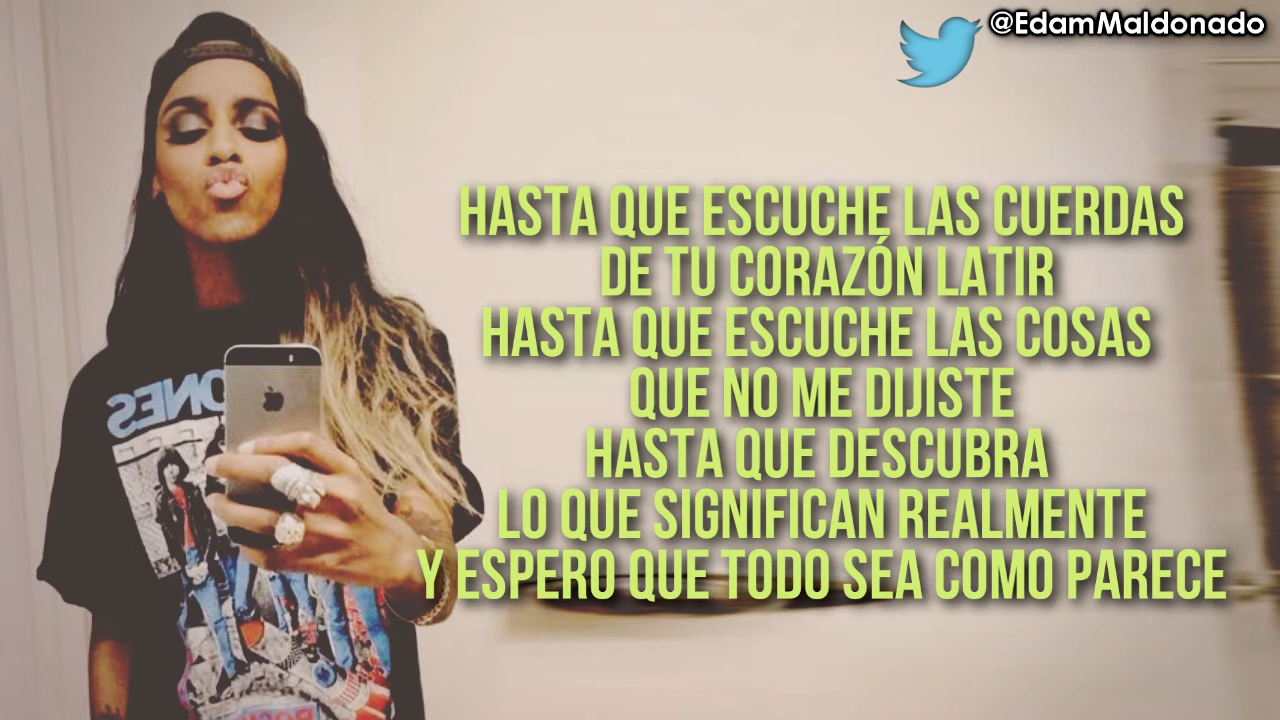 @EdamMaldonado
HASTA QUE ESCUCHE LAS CUERDAS
DE TU CORAZÓN LATIR
HASTA QUE ESCUCHE LAS COSAS
QUE NO ME DIJISTE
HASTA QUE DESCUBRA
LO QUE SIGNIFICAN REALMENTE
Y ESPERO QUE TODO SEA COMO PARECE